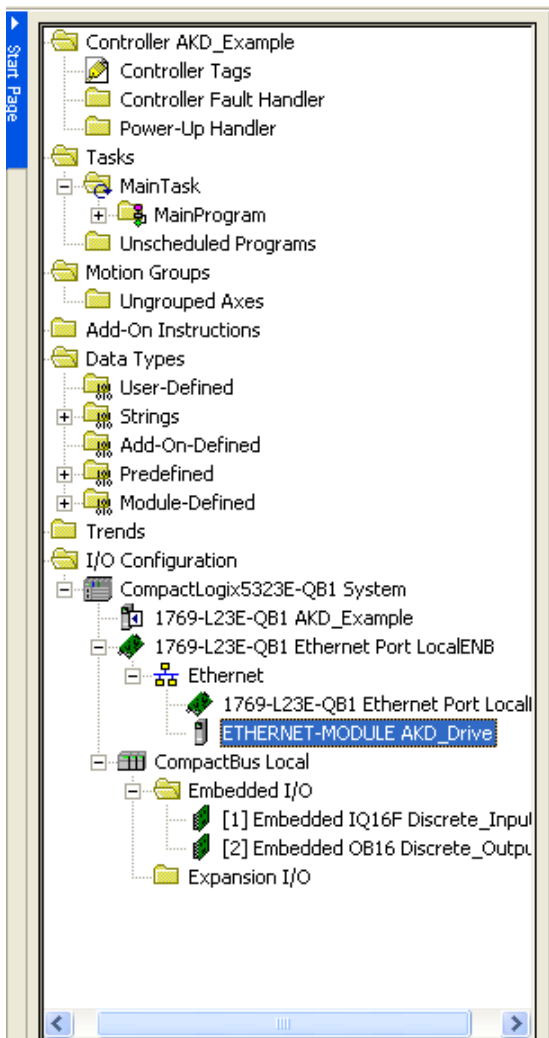 Start Page
Controller AKD_Example
Controller Tags
Controller Fault Handler
Power-Up Handler
Tasks
MainTask
MainProgram
Unscheduled Programs
Motion Groups
Ungrouped Axes
Add-On Instructions
Data Types
User-Defined
Strings
Add-On-Defined
Predefined
Module-Defined
Trends
I/O Configuration
CompactLogix5323E-QB1 System
1769-L23E-QB1 AKD_Example
1769-L23E-QB1 Ethernet Port LocalENB
Ethernet
1769-L23E-QB1 Ethernet Port Local
ETHERNET-MODULE AKD_Drive
CompactBus Local
Embedded I/O
[1] Embedded IQ16F Discrete_Input
[2] Embedded OB16 Discrete_Outpu
Expansion I/O